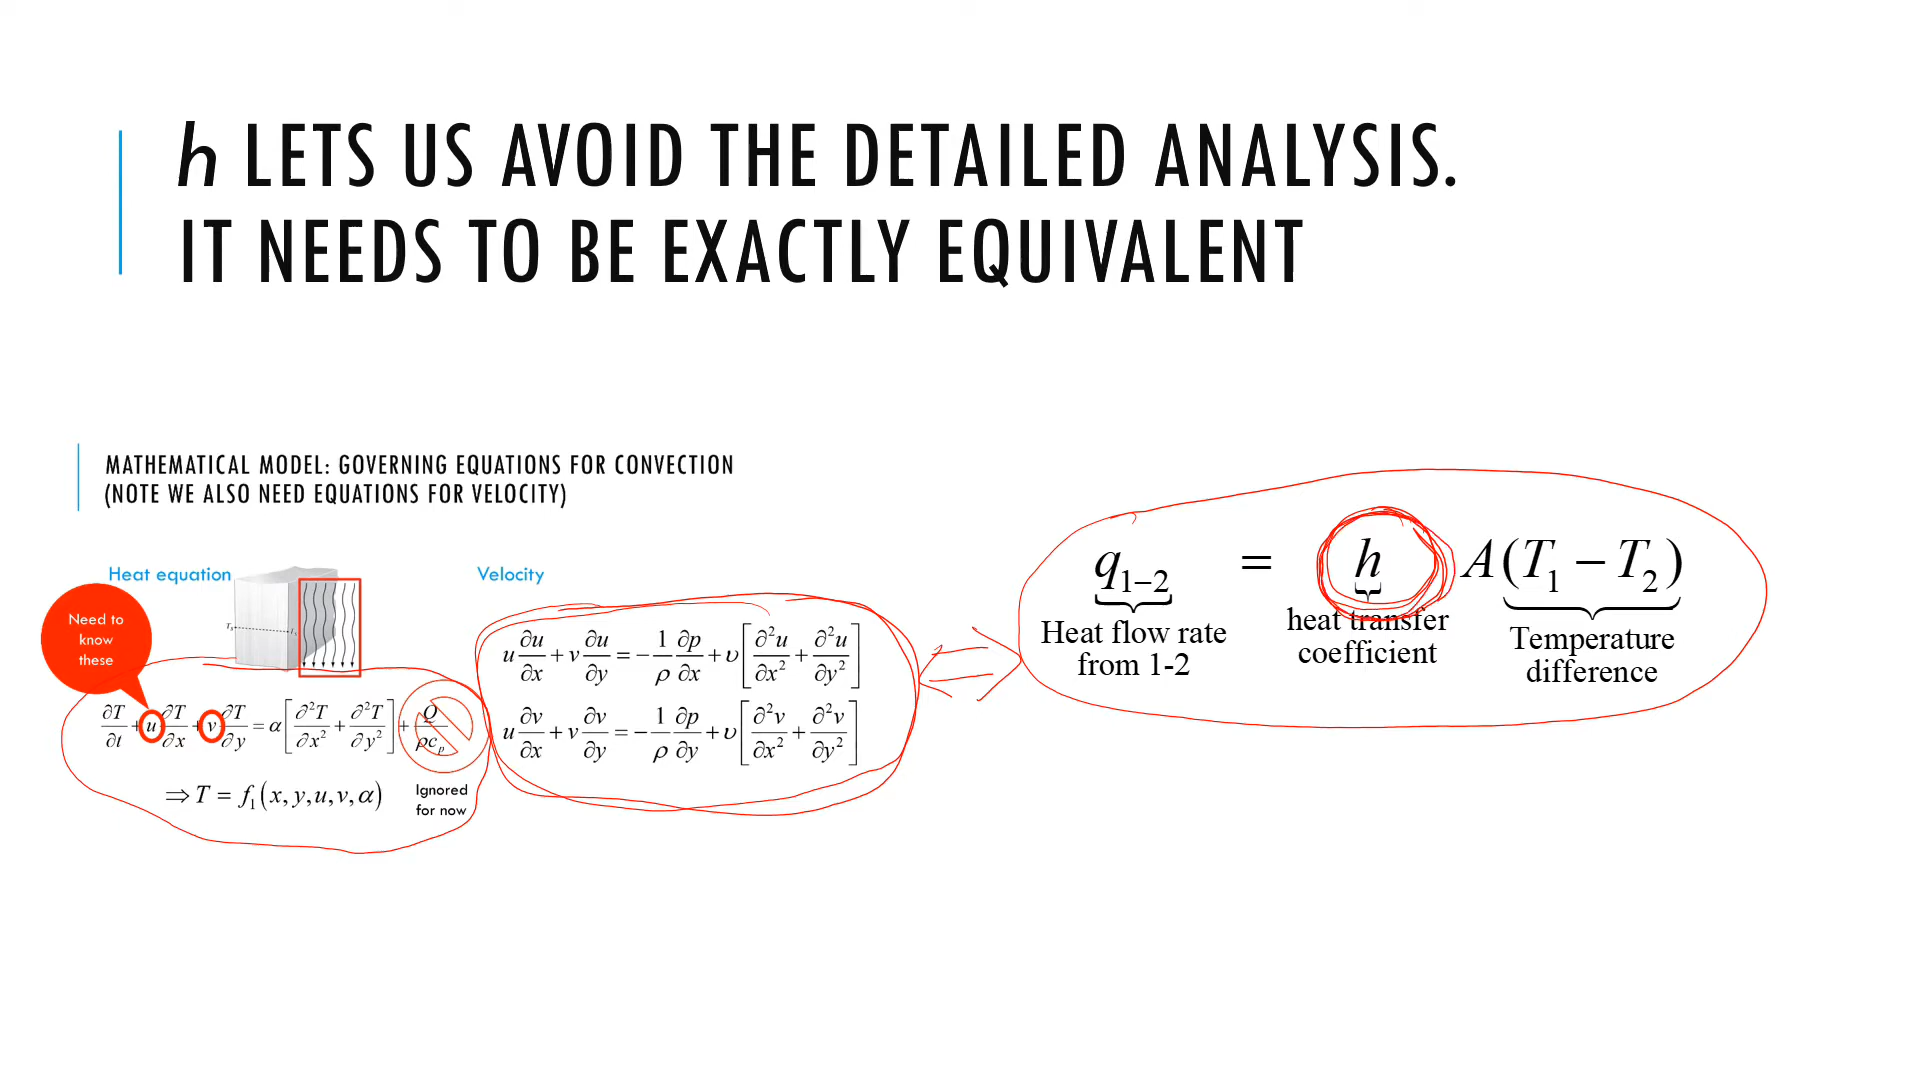 h LETS US AVOID THE DETAILED ANALYSIS.
IT NEEDS TO BE EXACTLY EQUIVALENT
MATHEMATICAL MODEL: GOVERNING EQUATIONS FOR CONVECTION
(NOTE WE ALSO NEED EQUATIONS FOR VELOCITY)
Heat equation
Need to
know
these
∂T/∂t + u ∂T/∂x + v ∂T/∂y = α[∂²T/∂x² + ∂²T/∂y²] + Q/ρc_p
⇒ T = f₁(x, y, u, v, α)
Ignored
for now
Velocity
u ∂u/∂x + v ∂u/∂y = − 1/ρ ∂p/∂x + υ[∂²u/∂x² + ∂²u/∂y²]
u ∂v/∂x + v ∂v/∂y = − 1/ρ ∂p/∂y + υ[∂²v/∂x² + ∂²v/∂y²]
q₁₋₂ = h A(T₁ − T₂)
Heat flow rate
from 1-2
heat transfer
coefficient
Temperature
difference